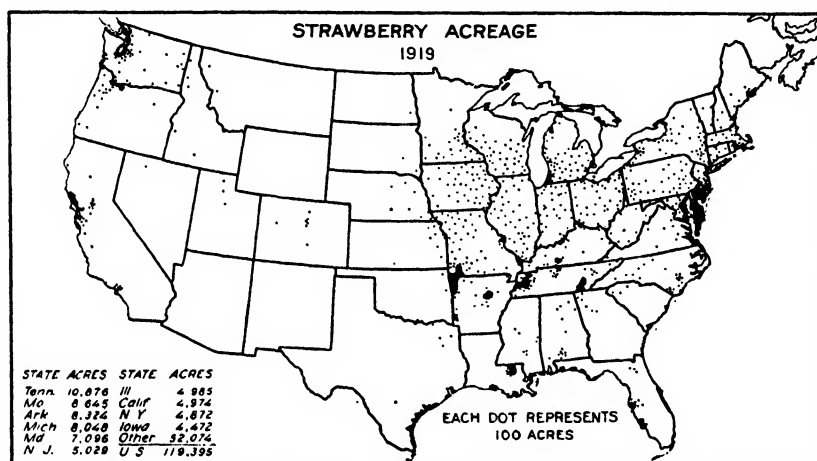 STRAWBERRY ACREAGE
1919
STATE ACRES STATE ACRES
Tenn. 10,876 Ill 4 985
Mo 8 645 Calif 4,974
Ark 8,324 N Y 4,872
Mich 8,048 Iowa 4,472
Md 7,096 Other 52,074
N J. 5,029 U S 119,395
EACH DOT REPRESENTS
100 ACRES